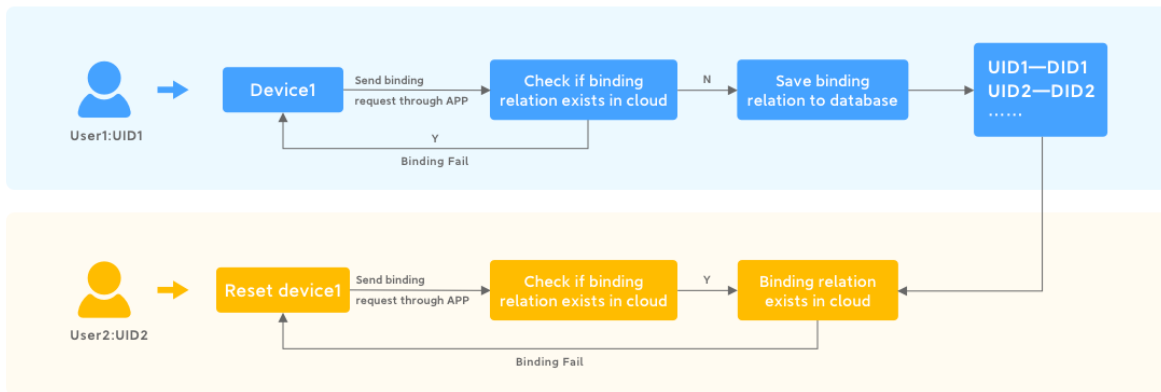 User1:UID1
Device1
Send binding
request through APP
Check if binding
relation exists in cloud
N
Save binding
relation to database
UID1—DID1
UID2—DID2
……
Y
Binding Fail
User2:UID2
Reset device1
Send binding
request through APP
Check if binding
relation exists in cloud
Y
Binding relation
exists in cloud
Binding Fail